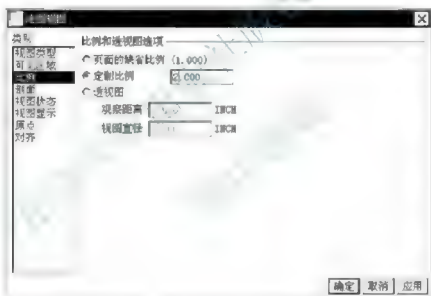 类别
视图类型
比例
剖面
视图状态
视图显示
原点
对齐
比例和透视图选项
页面的缺省比例 (1.000)
定制比例 2.000
透视图
观察距离 INCH
视图直径 INCH
确定 取消 应用